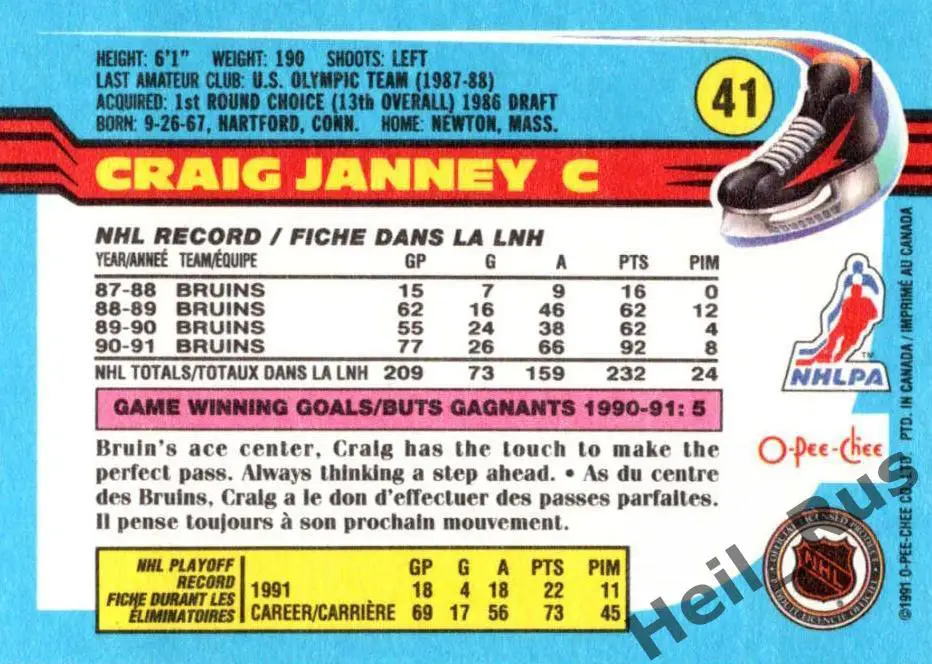 HEIGHT: 6'1" WEIGHT: 190 SHOOTS: LEFT
LAST AMATEUR CLUB: U.S. OLYMPIC TEAM (1987-88)
ACQUIRED: 1st ROUND CHOICE (13th OVERALL) 1986 DRAFT
BORN: 9-26-67, HARTFORD, CONN. HOME: NEWTON, MASS.
41
CRAIG JANNEY C
NHL RECORD / FICHE DANS LA LNH
YEAR/ANNEÉ TEAM/ÉQUIPE GP G A PTS PIM
87-88 BRUINS 15 7 9 16 0
88-89 BRUINS 62 16 46 62 12
89-90 BRUINS 55 24 38 62 4
90-91 BRUINS 77 26 66 92 8
NHL TOTALS/TOTAUX DANS LA LNH 209 73 159 232 24
GAME WINNING GOALS/BUTS GAGNANTS 1990-91: 5
Bruin's ace center, Craig has the touch to make the
perfect pass. Always thinking a step ahead. • As du centre
des Bruins, Craig a le don d'effectuer des passes parfaites.
Il pense toujours à son prochain mouvement.
NHL PLAYOFF GP G A PTS PIM
RECORD 1991 18 4 18 22 11
FICHE DURANT LES CAREER/CARRIÈRE 69 17 56 73 45
ÉLIMINATOIRES
NHLPA
TM
O-Pee-Chee
NHL
©1991 O-PEE-CHEE CO. LTD. PTD. IN CANADA / IMPRIMÉ AU CANADA
Heil_Rus